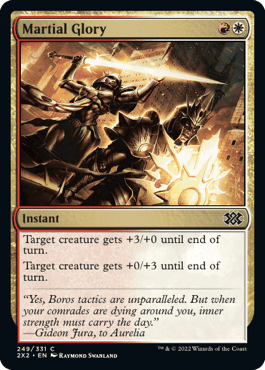 Martial Glory
Instant
Target creature gets +3/+0 until end of
turn.
Target creature gets +0/+3 until end of
turn.
"Yes, Boros tactics are unparalleled. But when
your comrades are dying around you, inner
strength must carry the day."
—Gideon Jura, to Aurelia
249/331 C
2X2 • EN RAYMOND SWANLAND
™ & © 2022 Wizards of the Coast